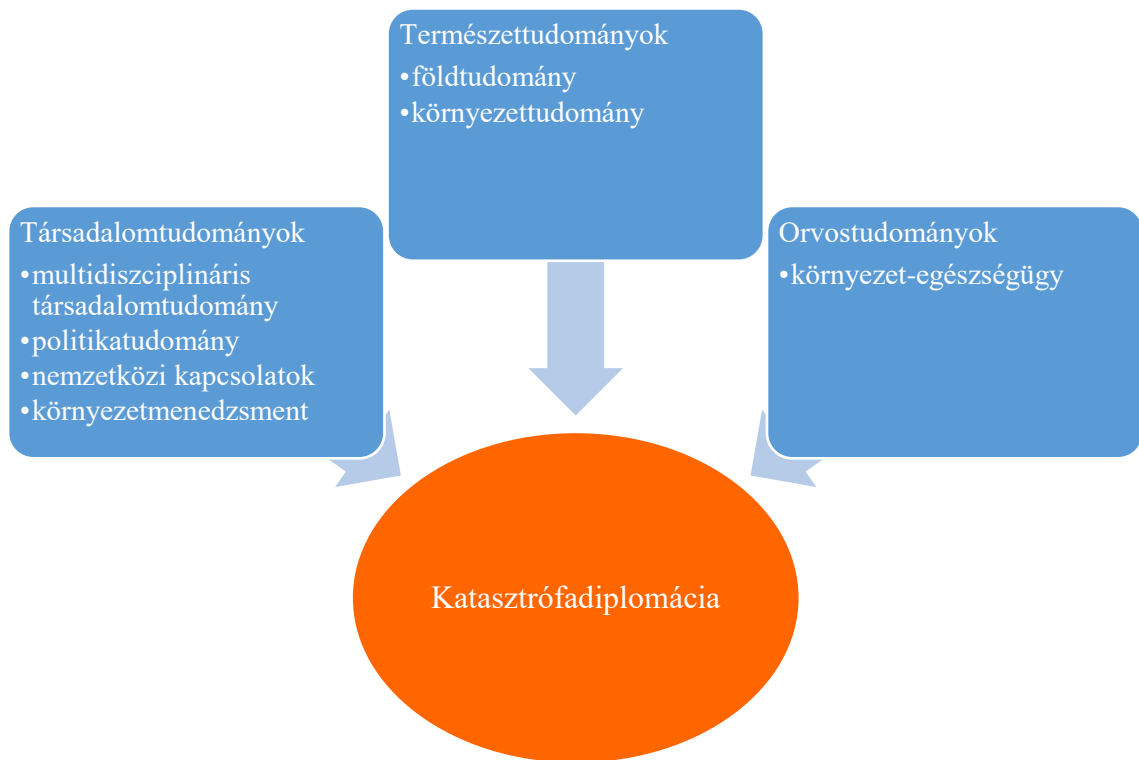 Természettudományok
•földtudomány
•környezettudomány
Társadalomtudományok
•multidiszciplináris
társadalomtudomány
•politikatudomány
•nemzetközi kapcsolatok
•környezetmenedzsment
Orvostudományok
•környezet-egészségügy
Katasztrófadiplomácia